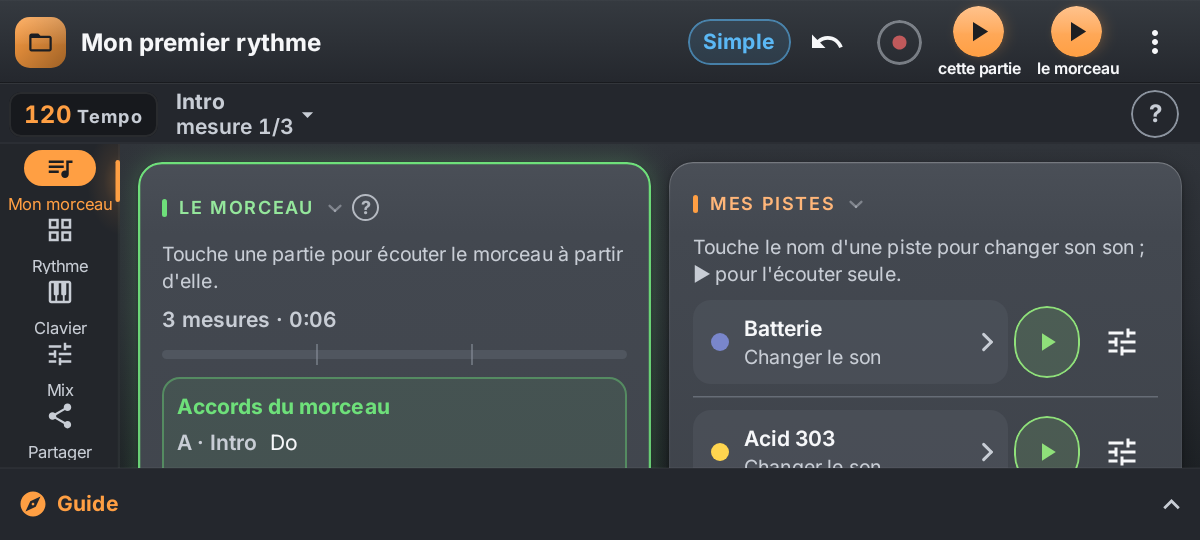 Mon premier rythme
Simple
cette partie
le morceau
120 Tempo
Intro
mesure 1/3
?
Mon morceau
Rythme
Clavier
Mix
Partager
LE MORCEAU
?
Touche une partie pour écouter le morceau à partir
d'elle.
3 mesures · 0:06
Accords du morceau
A · Intro Do
MES PISTES
Touche le nom d'une piste pour changer son son ;
▶ pour l'écouter seule.
Batterie
Changer le son
Acid 303
Changer le son
Guide